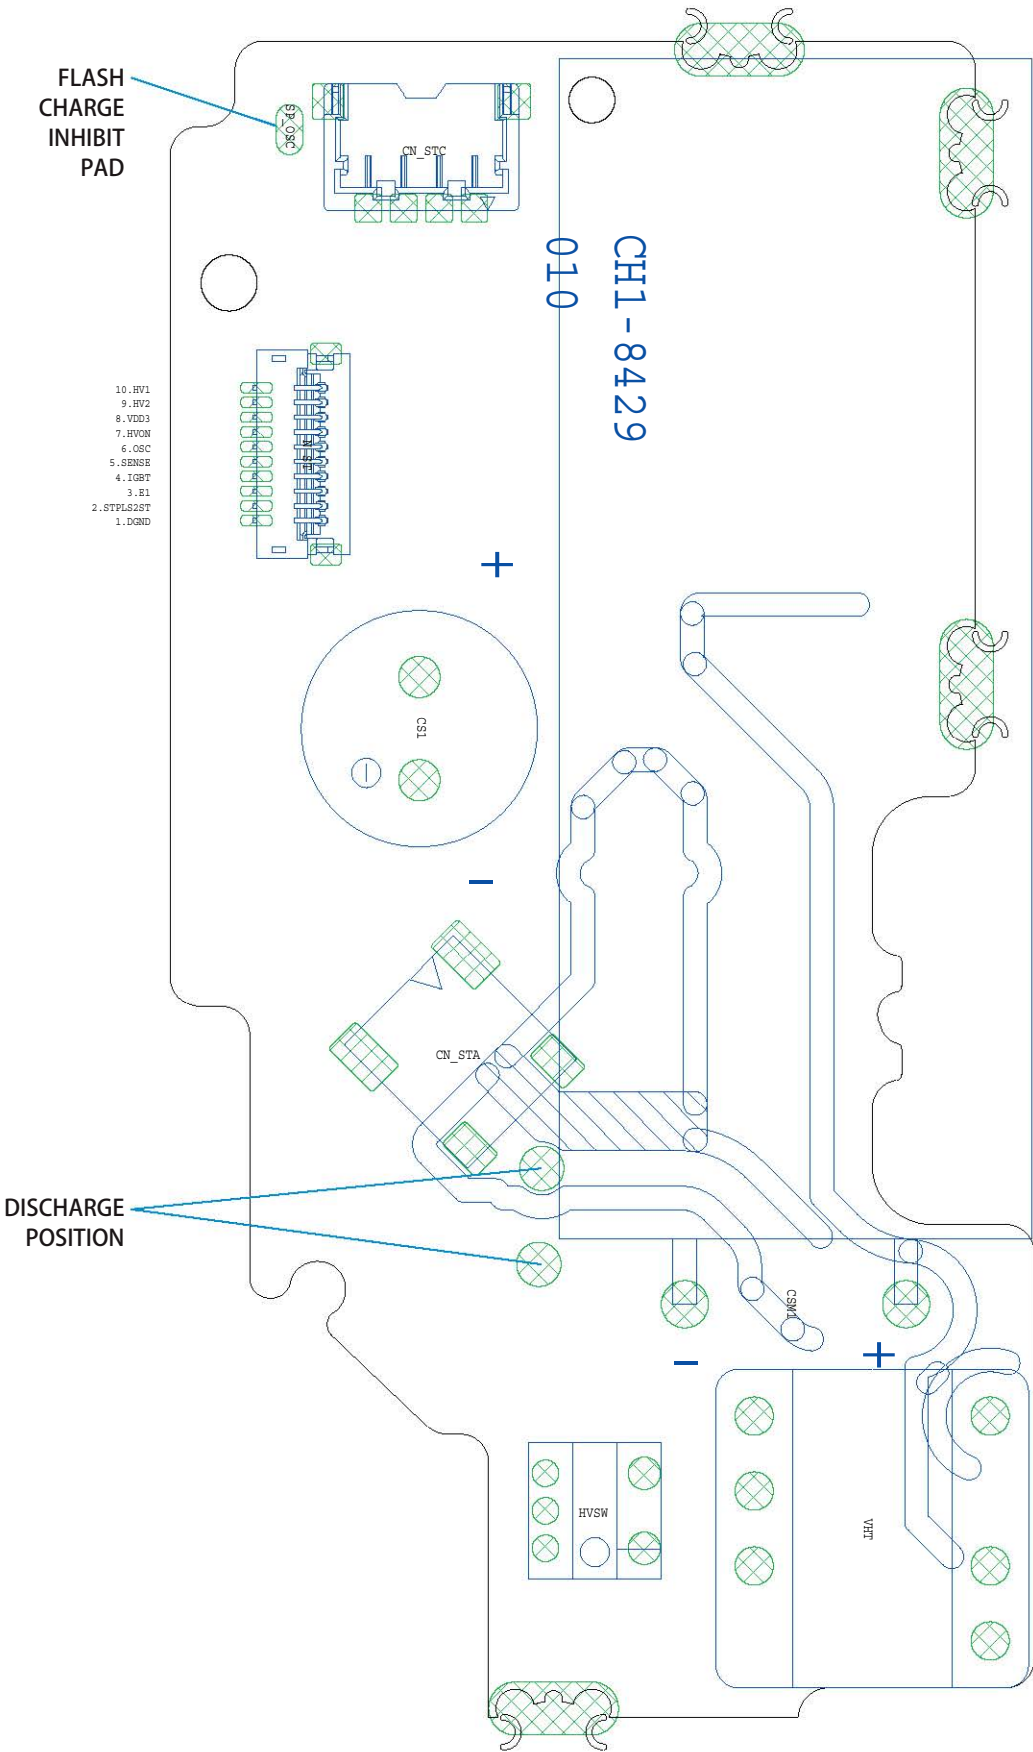 FLASH
CHARGE
INHIBIT
PAD
SP_OSC
CN_STC
CH1-8429
010
10.HV1
9.HV2
8.VDD3
7.HVON
6.OSC
5.SENSE
4.IGBT
3.E1
2.STPLS2ST
1.DGND
+
CS1
-
-
CN_STA
DISCHARGE
POSITION
CSM1
-
+
HVSW
VHT